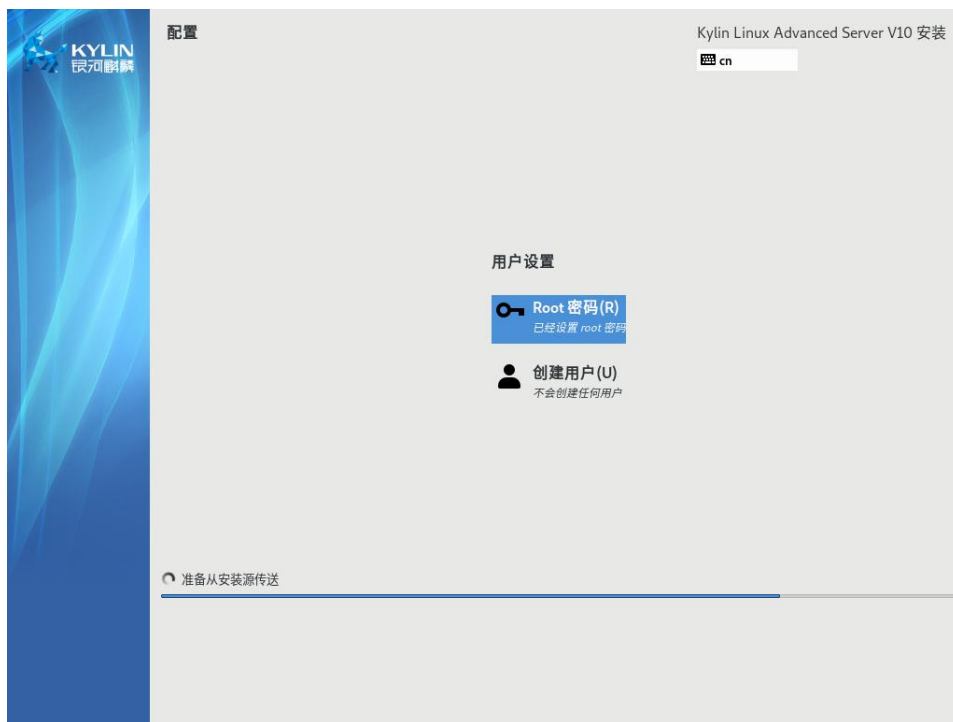 KYLIN
银河麒麟
配置
Kylin Linux Advanced Server V10 安装
cn
用户设置
Root 密码(R)
已经设置 root 密码
创建用户(U)
不会创建任何用户
准备从安装源传送